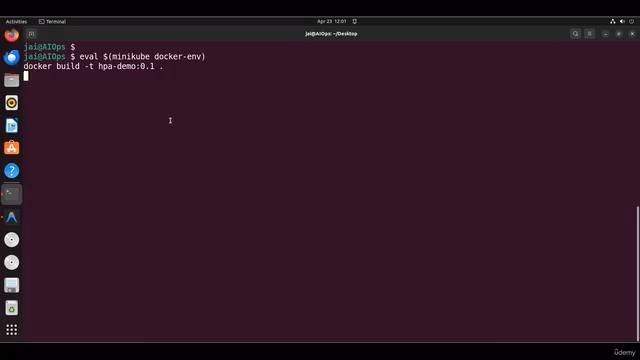 Activities
Terminal
Apr 23 12:01
jai@AIOps: ~/Desktop
jai@AIOps $
jai@AIOps $ eval $(minikube docker-env)
docker build -t hpa-demo:0.1 .
udemy